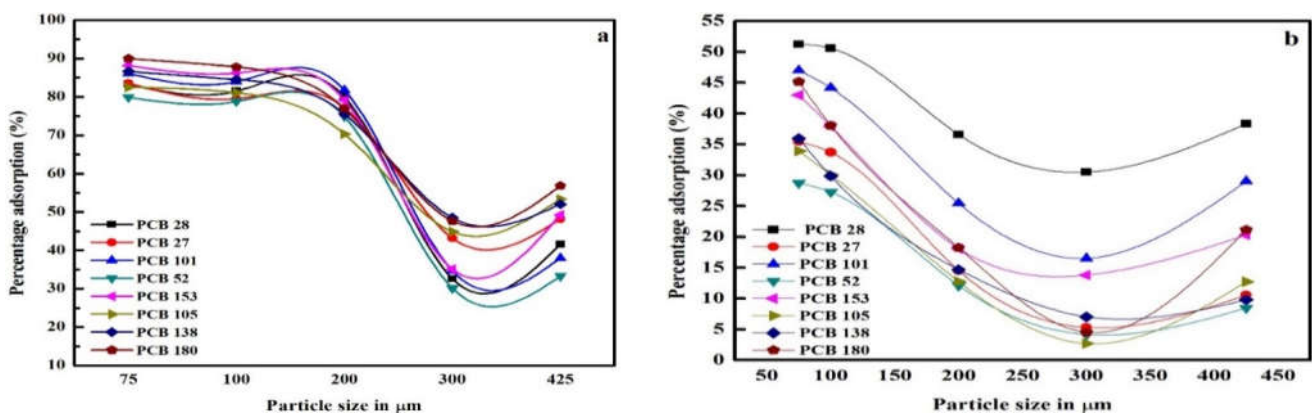 a
Percentage adsorption (%)
100
90
80
70
60
50
40
30
20
10
PCB 28
PCB 27
PCB 101
PCB 52
PCB 153
PCB 105
PCB 138
PCB 180
75 100 200 300 425
Particle size in μm
b
Percentage adsorption (%)
55
50
45
40
35
30
25
20
15
10
5
0
PCB 28
PCB 27
PCB 101
PCB 52
PCB 153
PCB 105
PCB 138
PCB 180
50 100 150 200 250 300 350 400 450
Particle size in μm